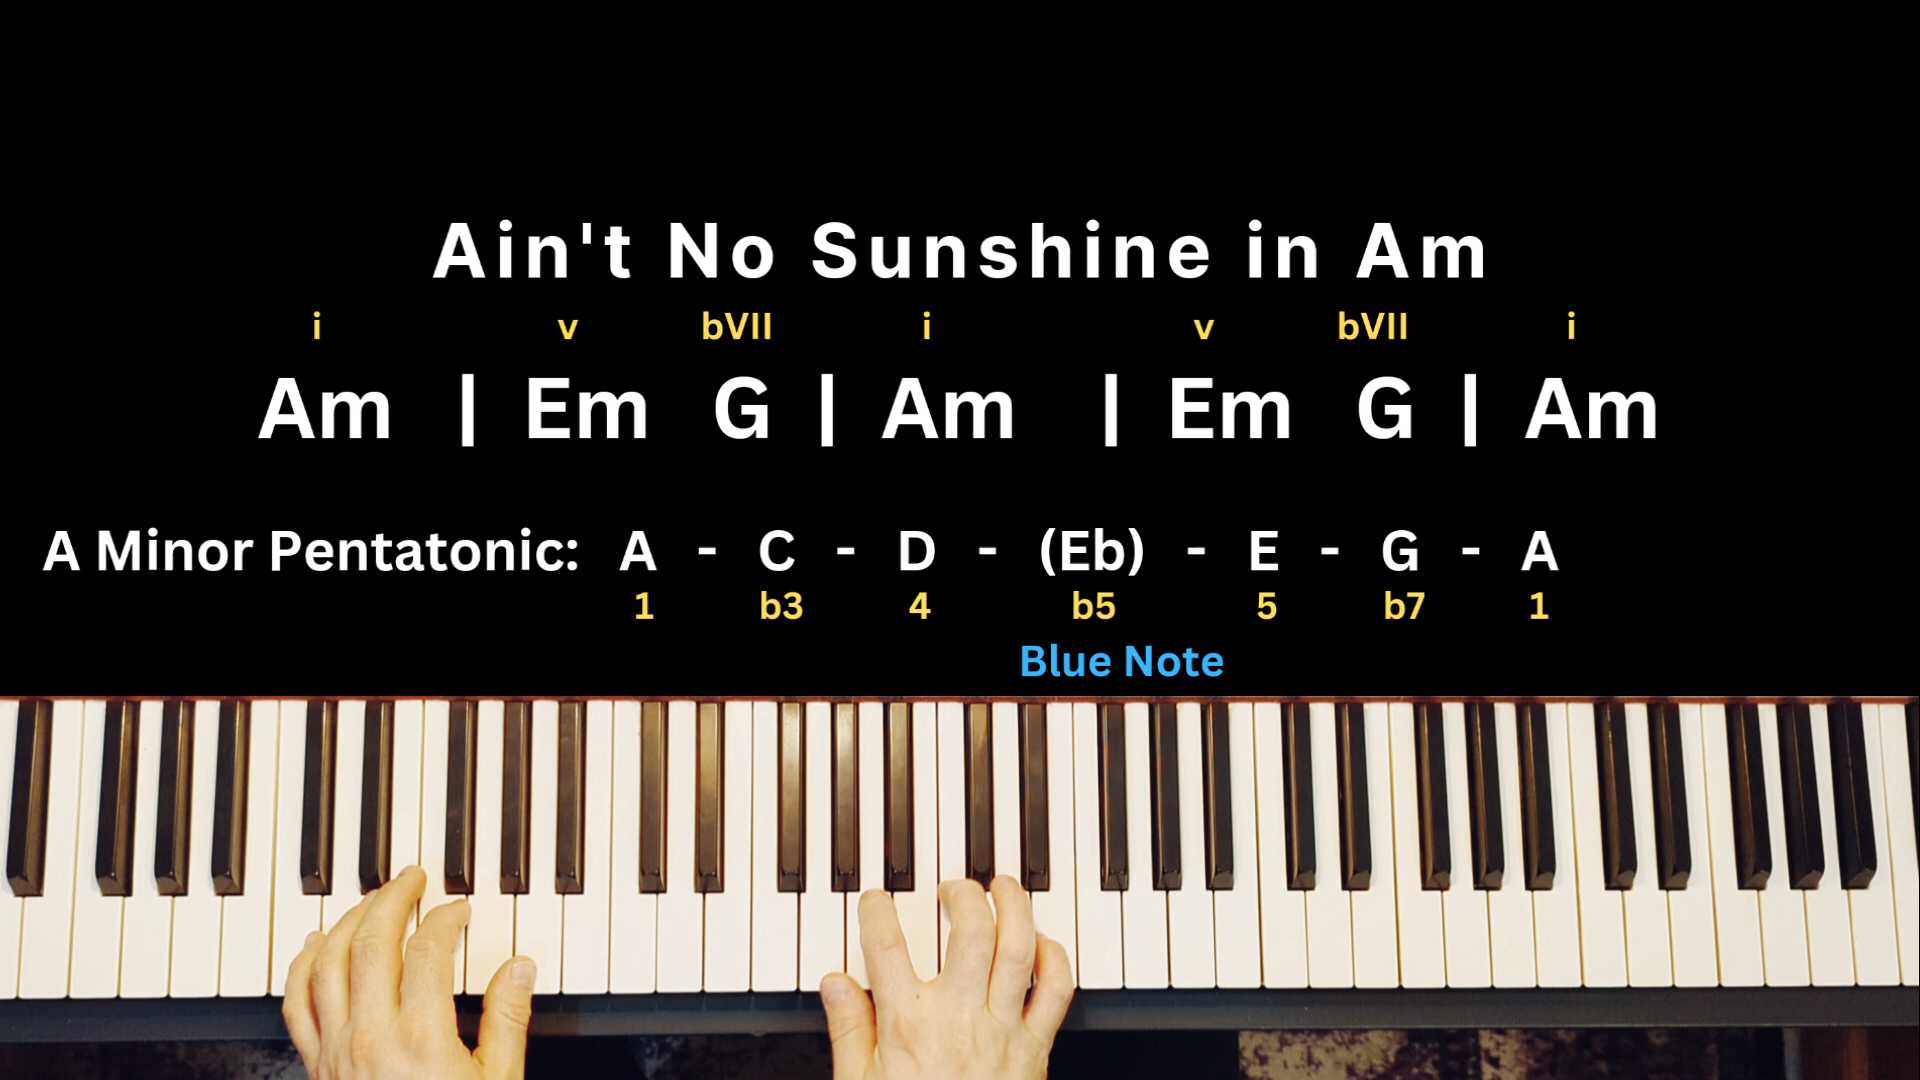 Ain't No Sunshine in Am
i v bVII i v bVII i
Am | Em G | Am | Em G | Am
A Minor Pentatonic: A - C - D - (Eb) - E - G - A
1 b3 4 b5 5 b7 1
Blue Note